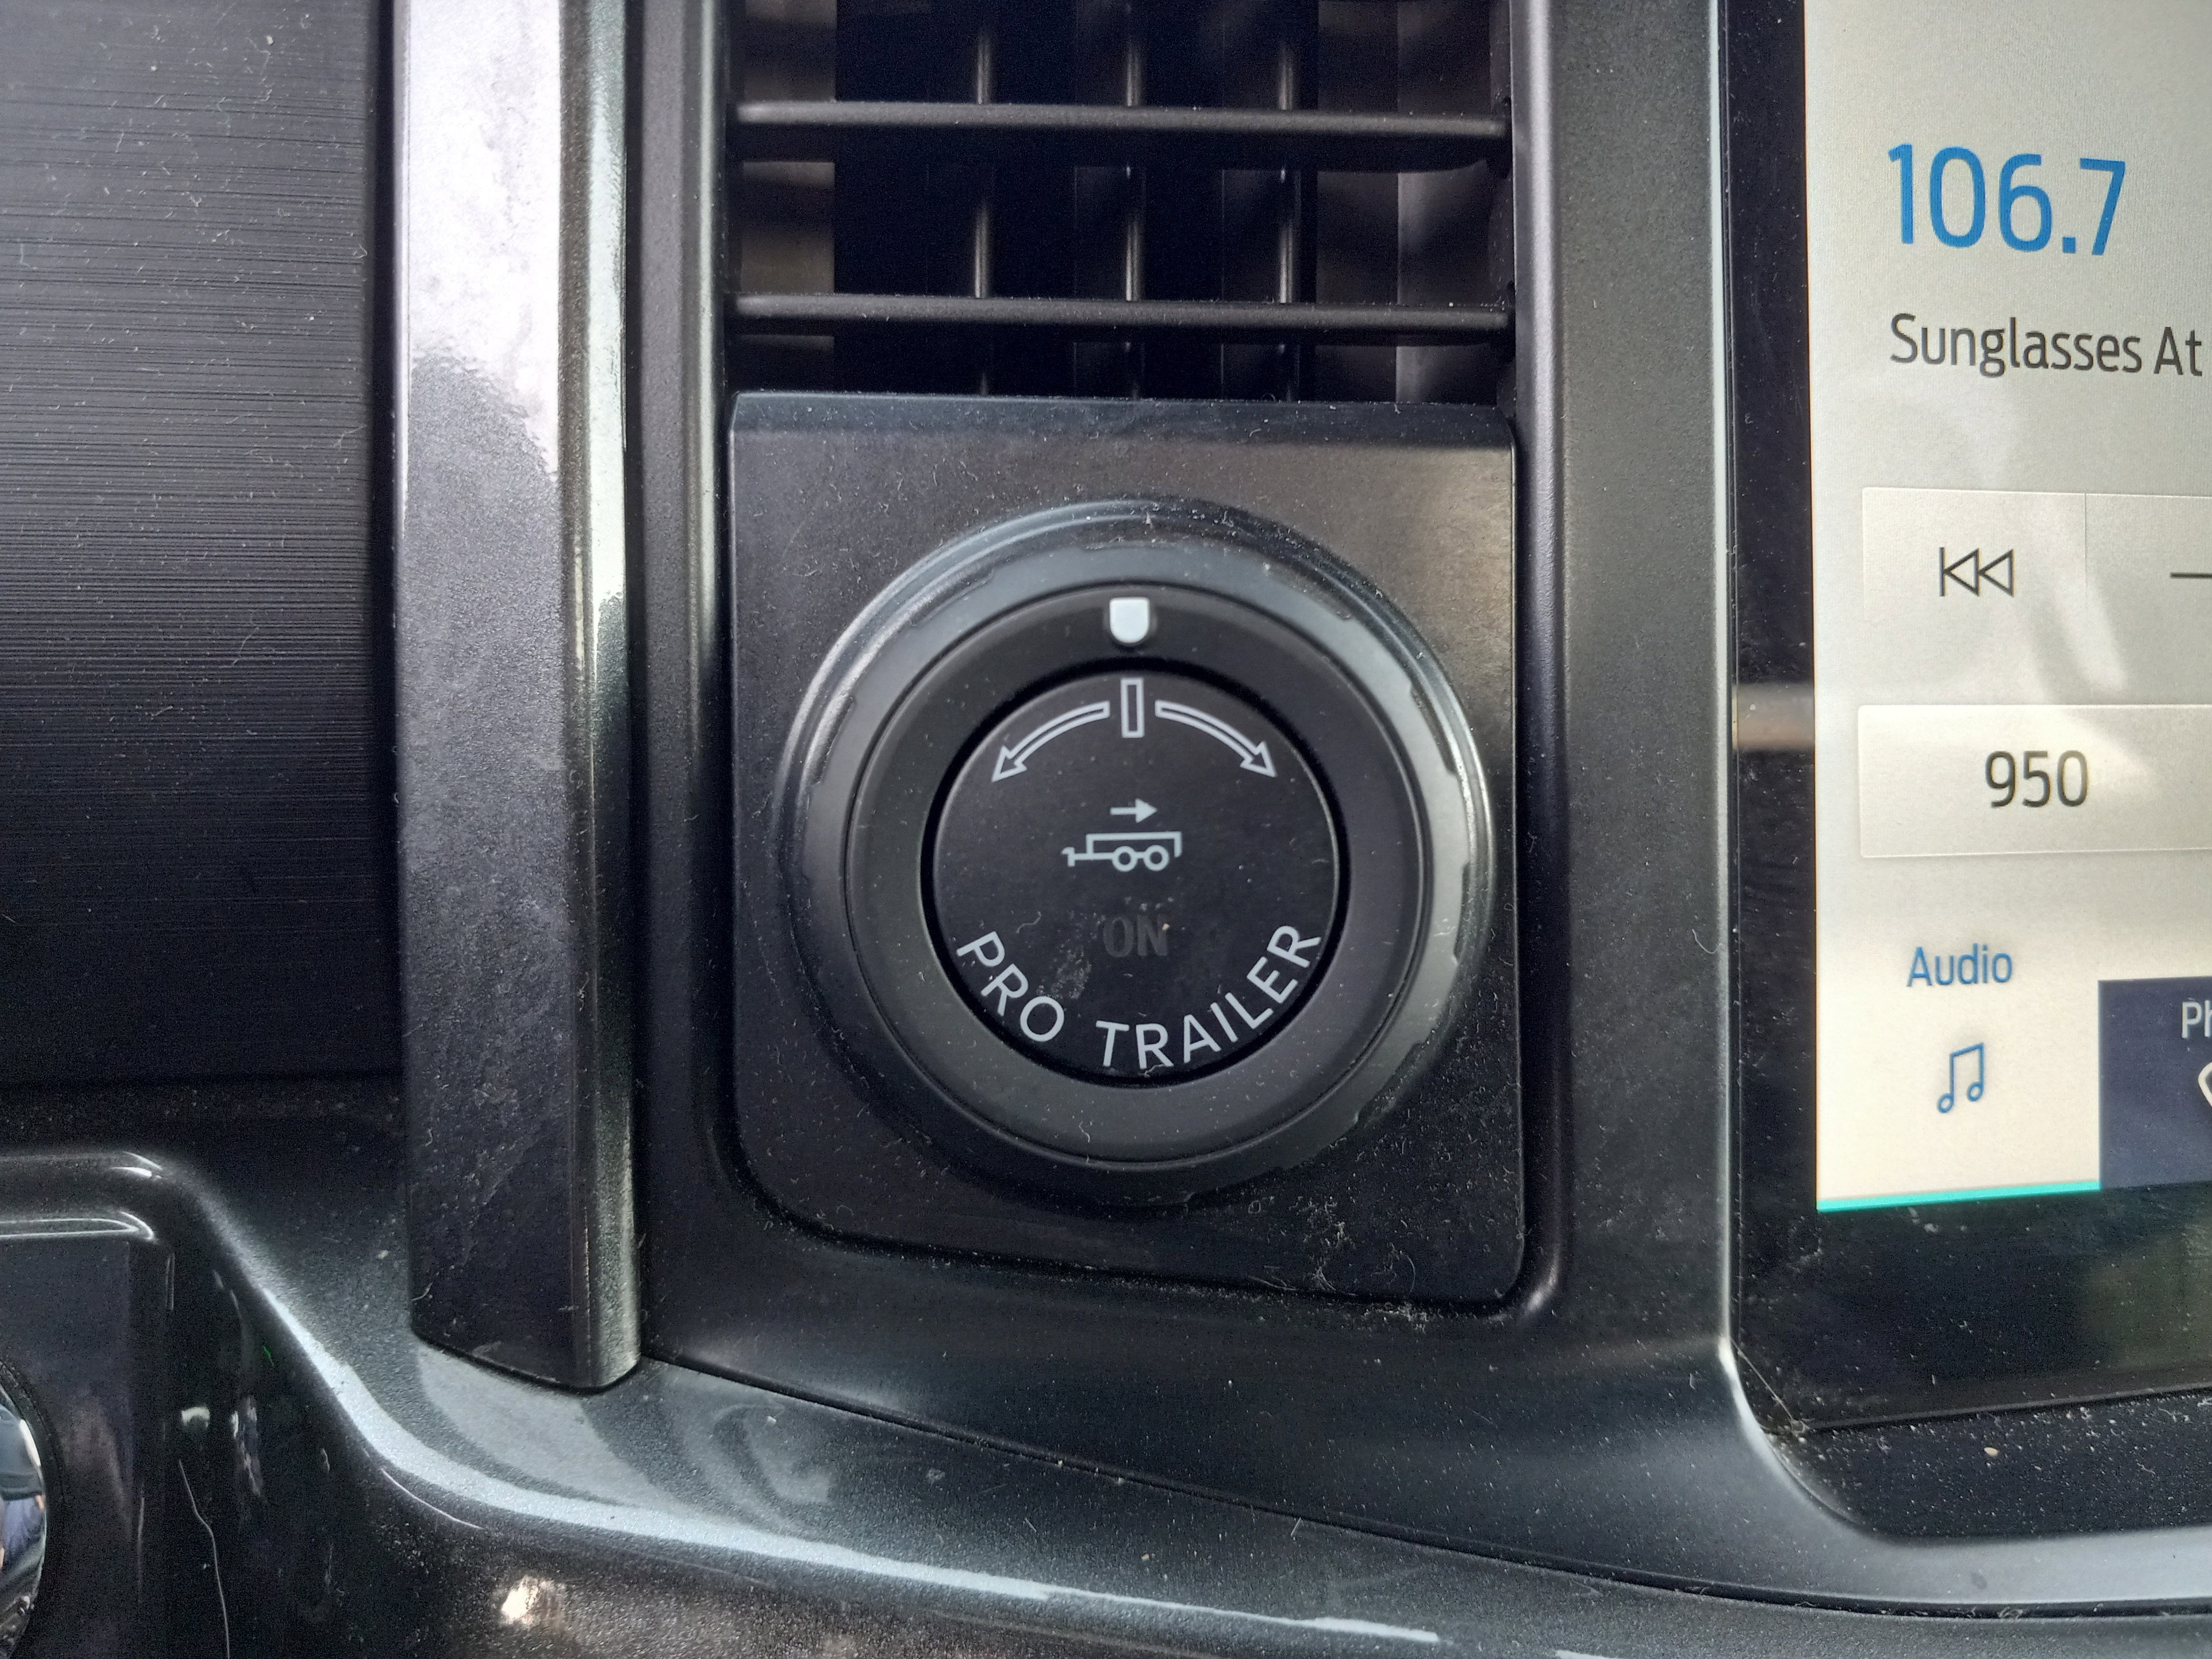 106.7
Sunglasses At
950
Audio
ON
PRO TRAILER